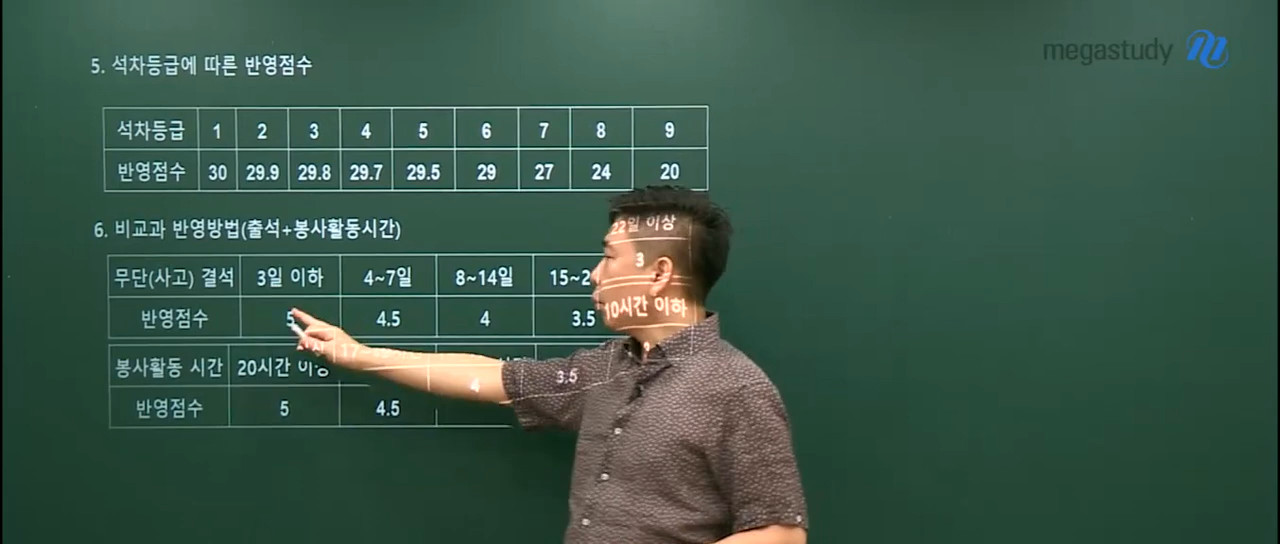 megastudy
5. 석차등급에 따른 반영점수
석차등급 1 2 3 4 5 6 7 8 9
반영점수 30 29.9 29.8 29.7 29.5 29 27 24 20
6. 비교과 반영방법(출석+봉사활동시간)
무단(사고) 결석 3일 이하 4~7일 8~14일 22일 이상
반영점수 5 4.5 4 3.5 3
봉사활동 시간 20시간 이상 10시간 이하
반영점수 5 4.5 4 3.5